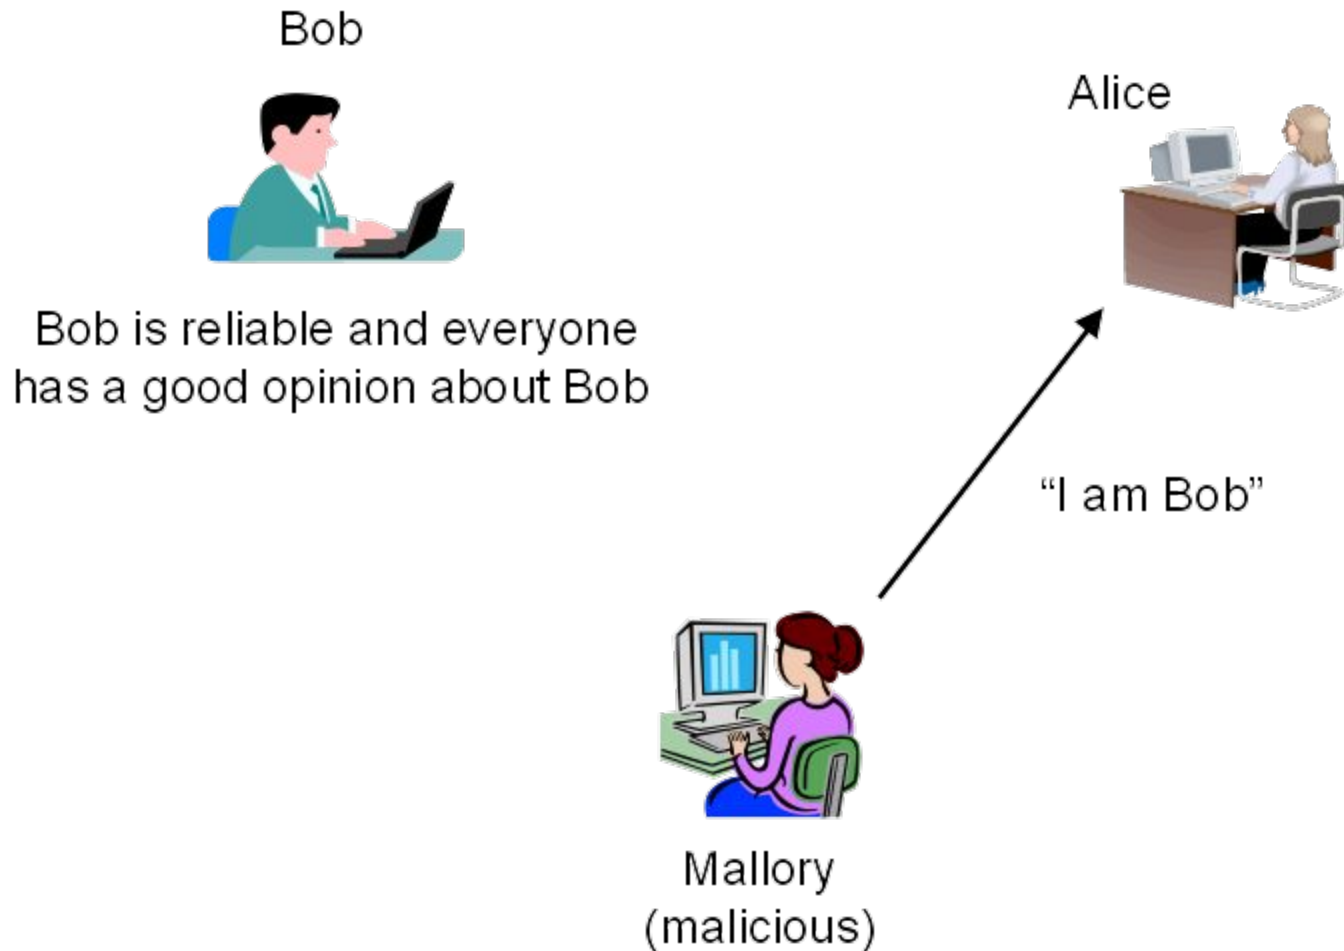 Bob
Alice
Bob is reliable and everyone
has a good opinion about Bob
“I am Bob”
Mallory
(malicious)